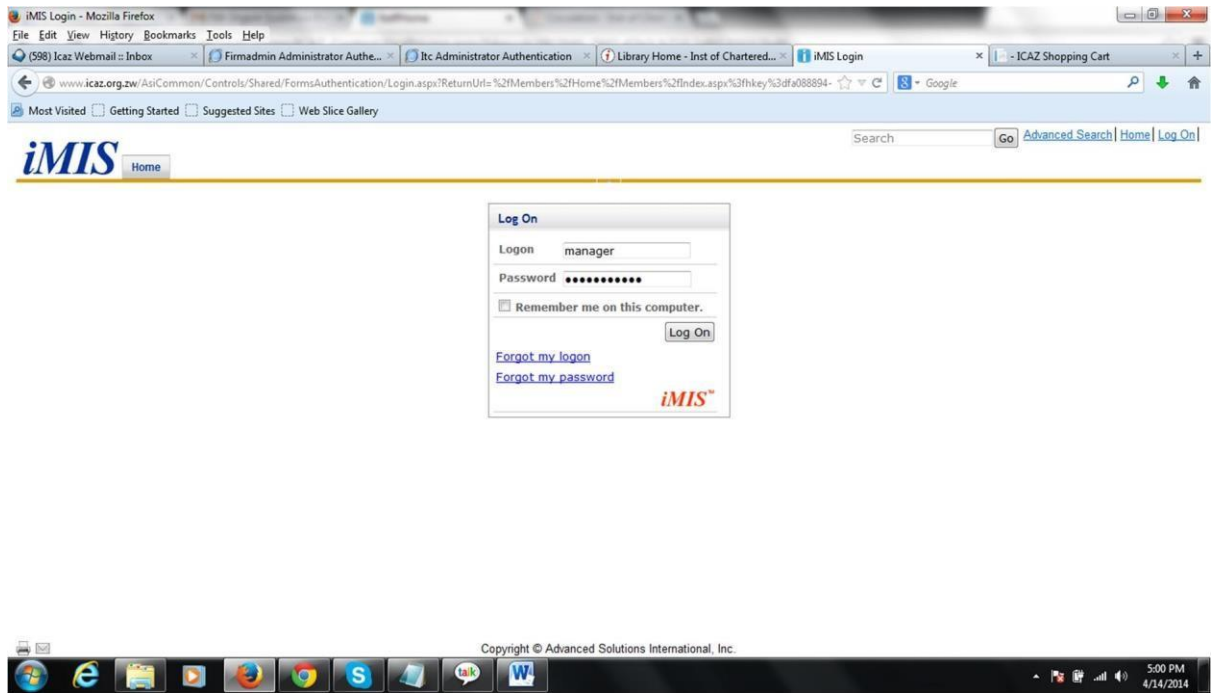 iMIS Login - Mozilla Firefox
File Edit View History Bookmarks Tools Help
(598) Icaz Webmail :: Inbox Firmadmin Administrator Authe... Itc Administrator Authentication Library Home - Inst of Chartered... iMIS Login - ICAZ Shopping Cart
www.icaz.org.zw/AsiCommon/Controls/Shared/FormsAuthentication/Login.aspx?ReturnUrl=%2fMembers%2fHome%2fMembers%2fIndex.aspx%3fhkey%3dfa088894- Google
Most Visited Getting Started Suggested Sites Web Slice Gallery
Search Go Advanced Search | Home | Log On |
iMIS Home
Log On
Logon manager
Password •••••••••••
Remember me on this computer.
Log On
Forgot my logon
Forgot my password
iMIS™
Copyright © Advanced Solutions International, Inc.
talk
5:00 PM
4/14/2014